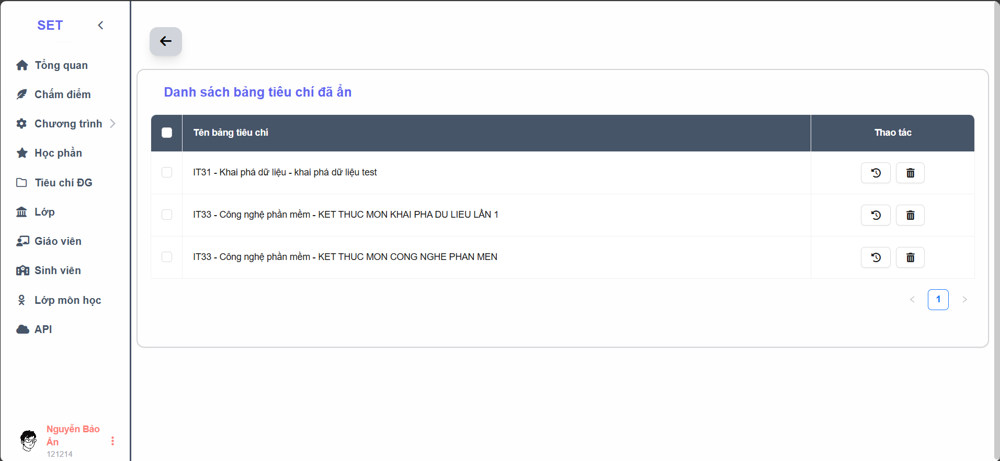 SET
Tổng quan
Chấm điểm
Chương trình
Học phần
Tiêu chí ĐG
Lớp
Giáo viên
Sinh viên
Lớp môn học
API
Nguyễn Bảo
Ân
121214
Danh sách bảng tiêu chí đã ẩn
Tên bảng tiêu chí Thao tác
IT31 - Khai phá dữ liệu - khai phá dữ liệu test
IT33 - Công nghệ phần mềm - KET THUC MON KHAI PHA DU LIEU LẦN 1
IT33 - Công nghệ phần mềm - KET THUC MON CONG NGHE PHAN MEN
1